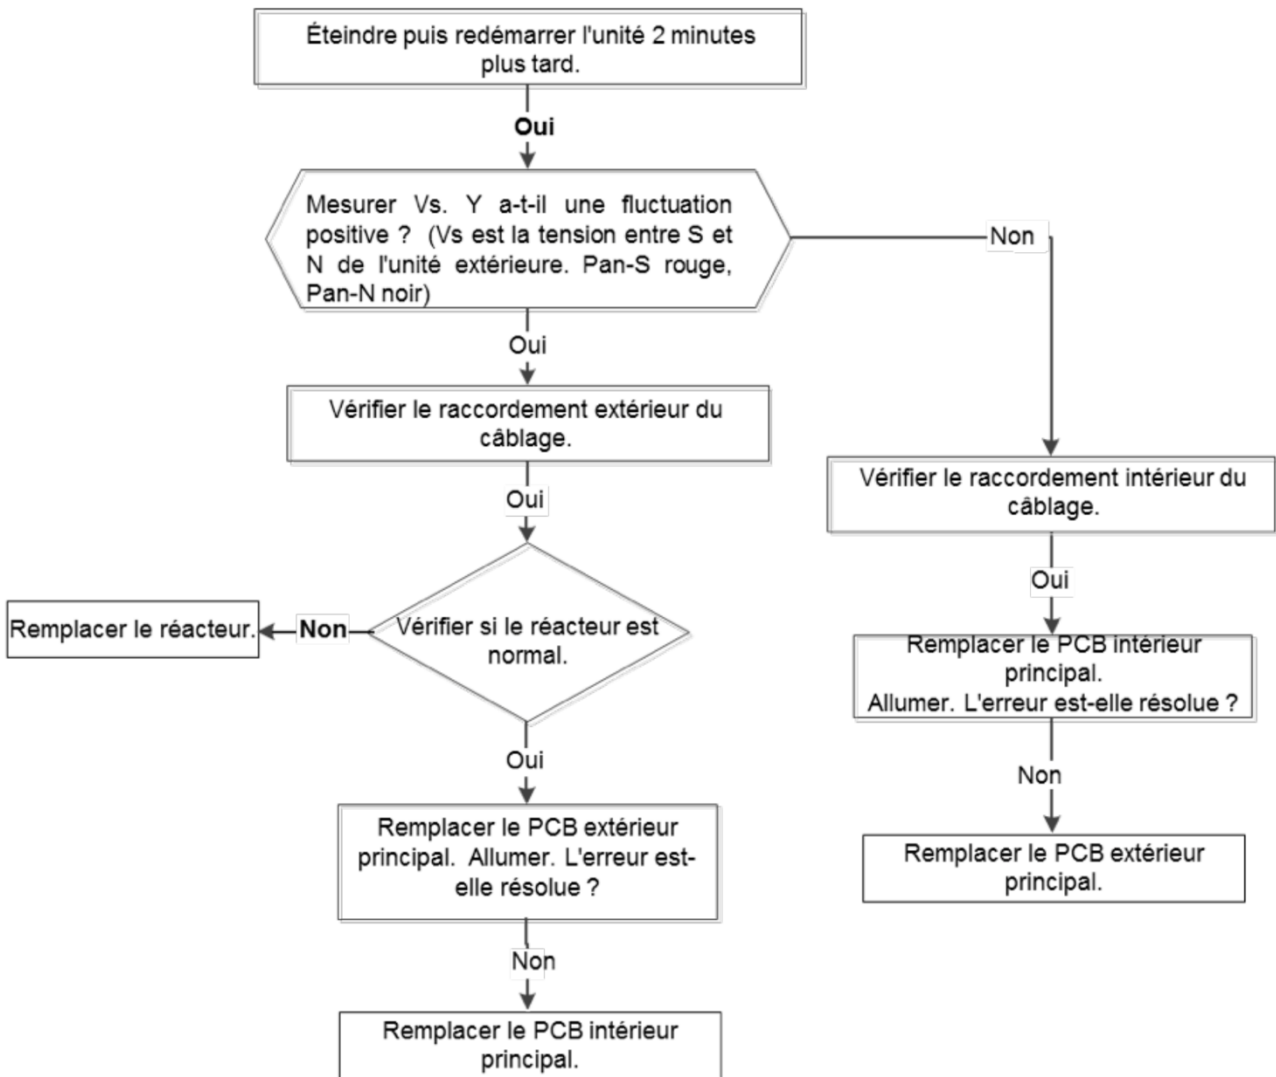 Éteindre puis redémarrer l'unité 2 minutes
plus tard.
Oui
Mesurer Vs. Y a-t-il une fluctuation
positive ? (Vs est la tension entre S et
N de l'unité extérieure. Pan-S rouge,
Pan-N noir)
Non
Oui
Vérifier le raccordement extérieur du
câblage.
Oui
Vérifier le raccordement intérieur du
câblage.
Oui
Remplacer le réacteur.
Non
Vérifier si le réacteur est
normal.
Remplacer le PCB intérieur
principal.
Allumer. L'erreur est-elle résolue ?
Oui
Non
Remplacer le PCB extérieur
principal. Allumer. L'erreur est-
elle résolue ?
Remplacer le PCB extérieur
principal.
Non
Remplacer le PCB intérieur
principal.